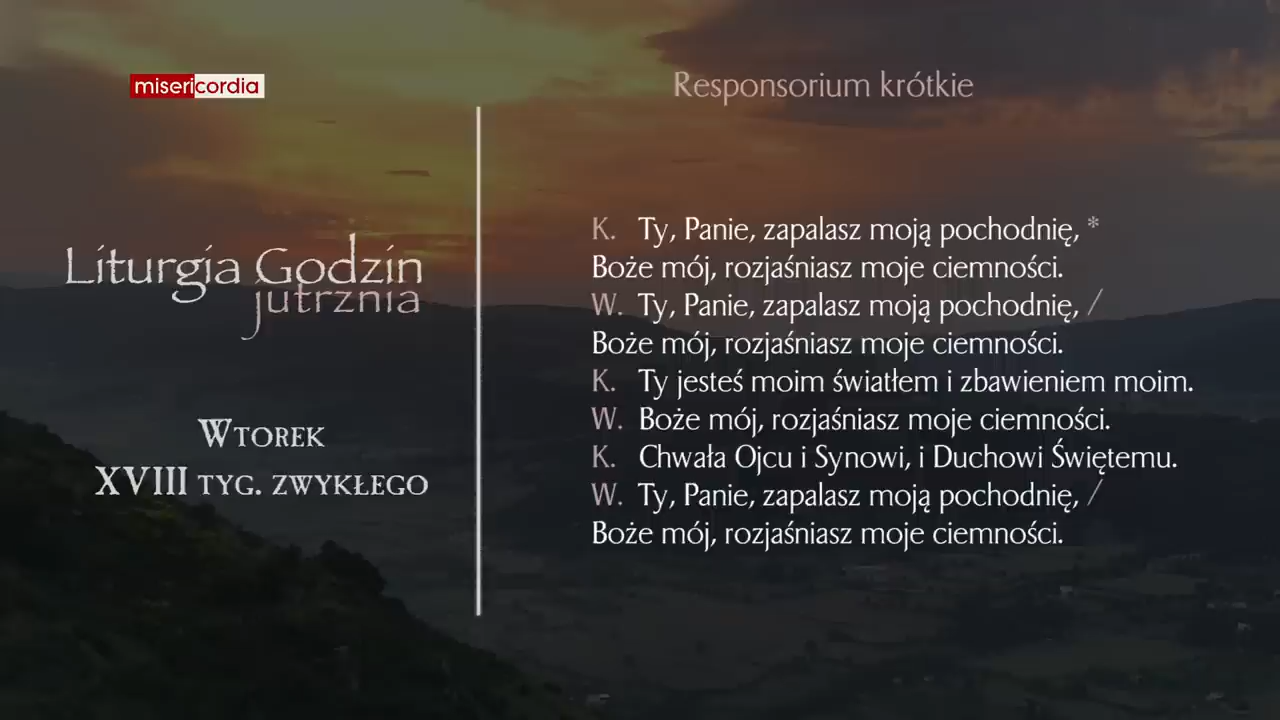 misericordia
Liturgia Godzin
jutrznia
Wtorek
XVIII tyg. zwykłego
Responsorium krótkie
K. Ty, Panie, zapalasz moją pochodnię, *
Boże mój, rozjaśniasz moje ciemności.
W. Ty, Panie, zapalasz moją pochodnię, /
Boże mój, rozjaśniasz moje ciemności.
K. Ty jesteś moim światłem i zbawieniem moim.
W. Boże mój, rozjaśniasz moje ciemności.
K. Chwała Ojcu i Synowi, i Duchowi Świętemu.
W. Ty, Panie, zapalasz moją pochodnię, /
Boże mój, rozjaśniasz moje ciemności.